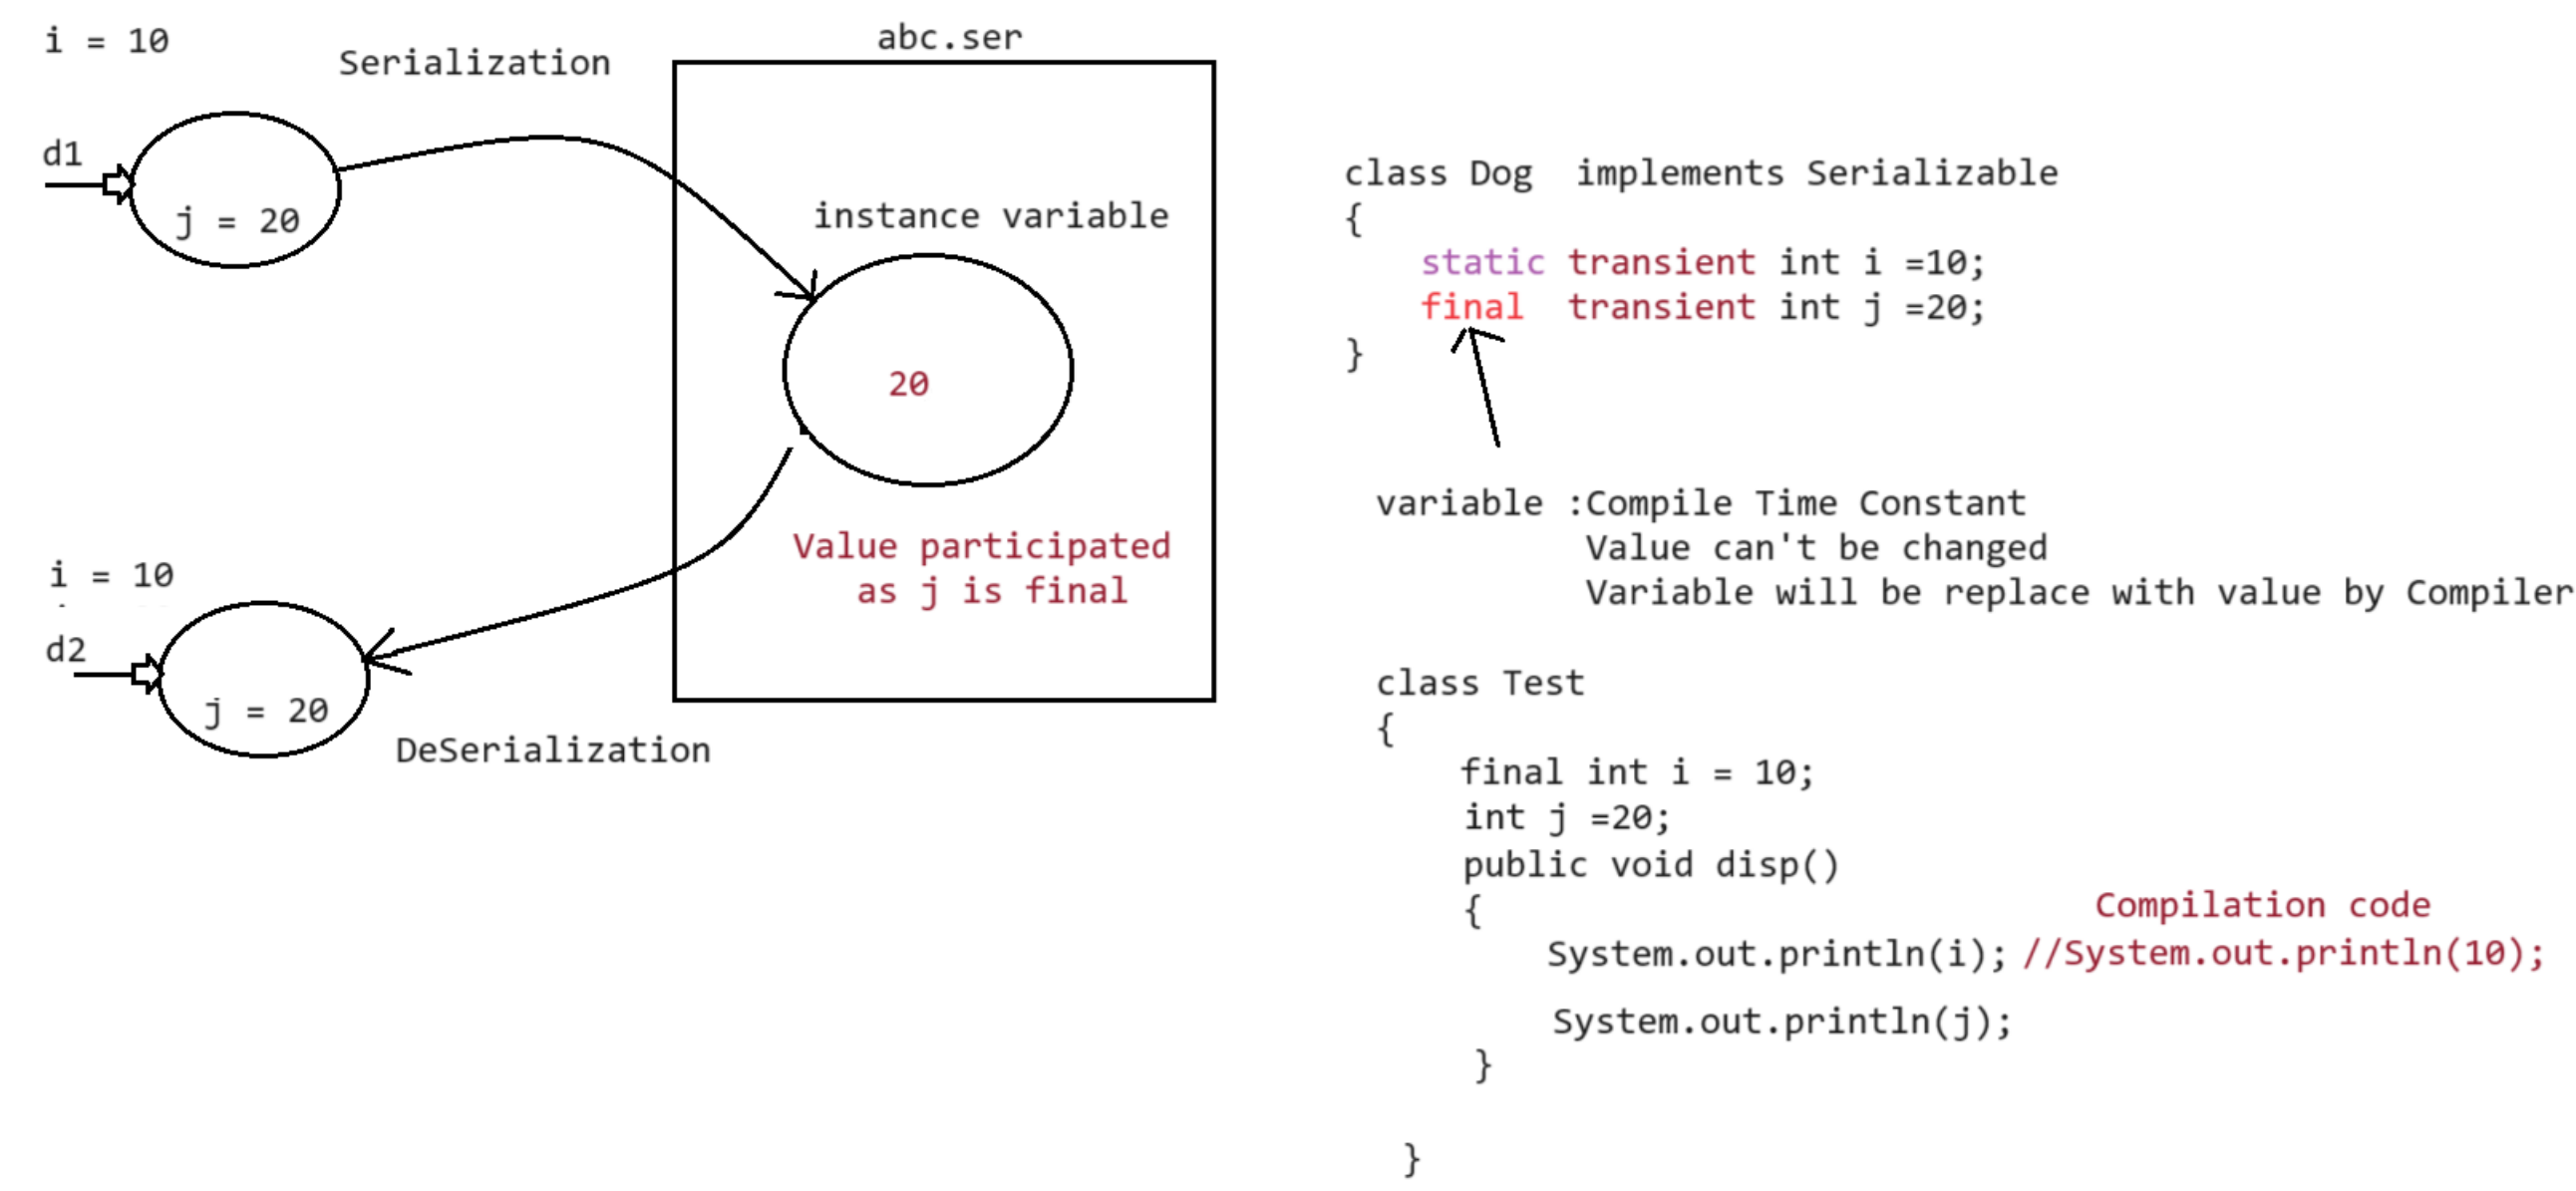 i = 10
Serialization
abc.ser
d1
j = 20
instance variable
20
Value participated
as j is final
i = 10
d2
j = 20
DeSerialization
class Dog  implements Serializable
{
static transient int i =10;
final  transient int j =20;
}
variable :Compile Time Constant
Value can't be changed
Variable will be replace with value by Compiler
class Test
{
final int i = 10;
int j =20;
public void disp()
{
Compilation code
System.out.println(i); //System.out.println(10);
System.out.println(j);
}
}